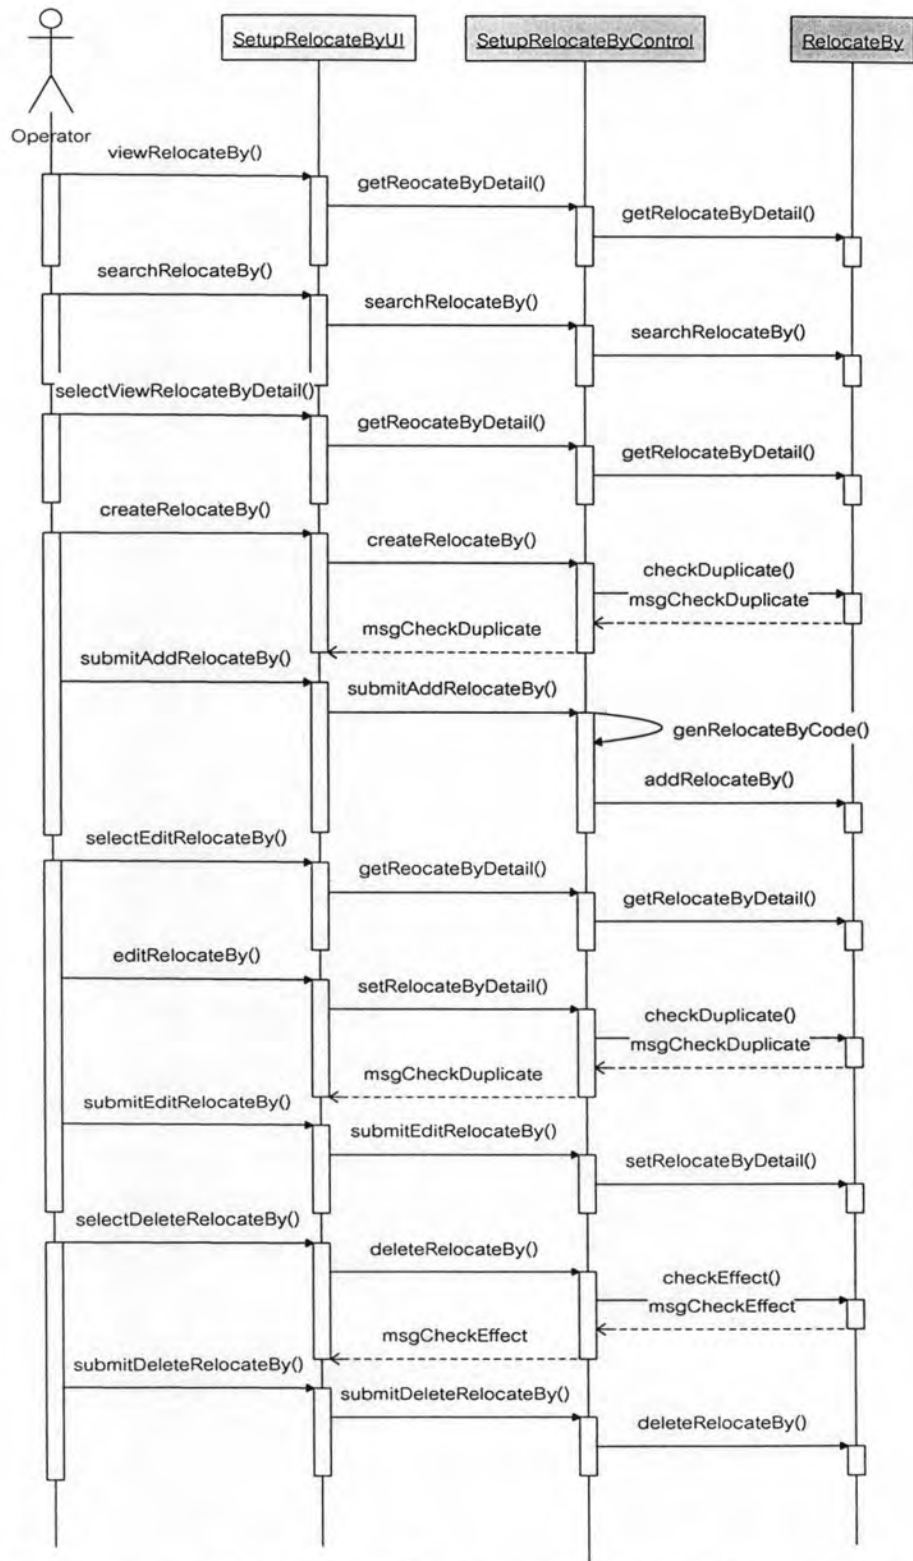 SetupRelocateByUI
SetupRelocateByControl
RelocateBy
Operator
viewRelocateBy()
getReocateByDetail()
getRelocateByDetail()
searchRelocateBy()
searchRelocateBy()
searchRelocateBy()
selectViewRelocateByDetail()
getReocateByDetail()
getRelocateByDetail()
createRelocateBy()
createRelocateBy()
checkDuplicate()
msgCheckDuplicate
msgCheckDuplicate
submitAddRelocateBy()
submitAddRelocateBy()
genRelocateByCode()
addRelocateBy()
selectEditRelocateBy()
getReocateByDetail()
getRelocateByDetail()
editRelocateBy()
setRelocateByDetail()
checkDuplicate()
msgCheckDuplicate
msgCheckDuplicate
submitEditRelocateBy()
submitEditRelocateBy()
setRelocateByDetail()
selectDeleteRelocateBy()
deleteRelocateBy()
checkEffect()
msgCheckEffect
msgCheckEffect
submitDeleteRelocateBy()
submitDeleteRelocateBy()
deleteRelocateBy()